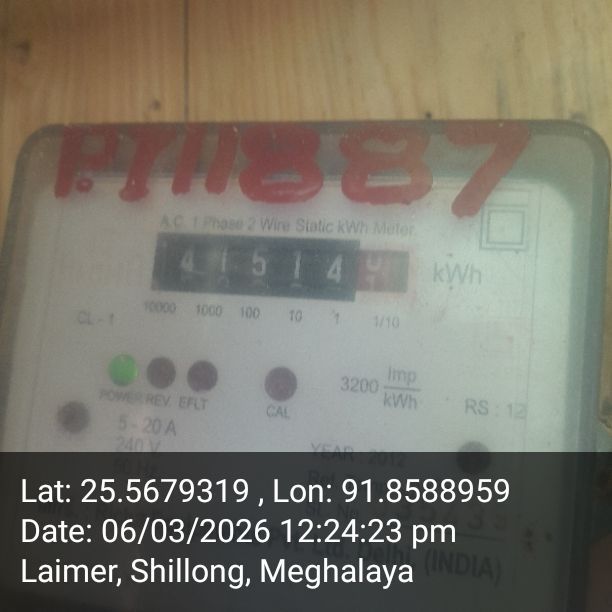 P.T11887
A.C. 1 Phase 2 Wire Static kWh Meter
4 1 5 1 4 kWh
10000 1000 100 10 1 1/10
CL - 1
3200 Imp/kWh
POWER REV. EFLT CAL
RS : 12
5 - 20 A
240 V
YEAR : 2012
Lat: 25.5679319 , Lon: 91.8588959
Date: 06/03/2026 12:24:23 pm
(INDIA)
Laimer, Shillong, Meghalaya